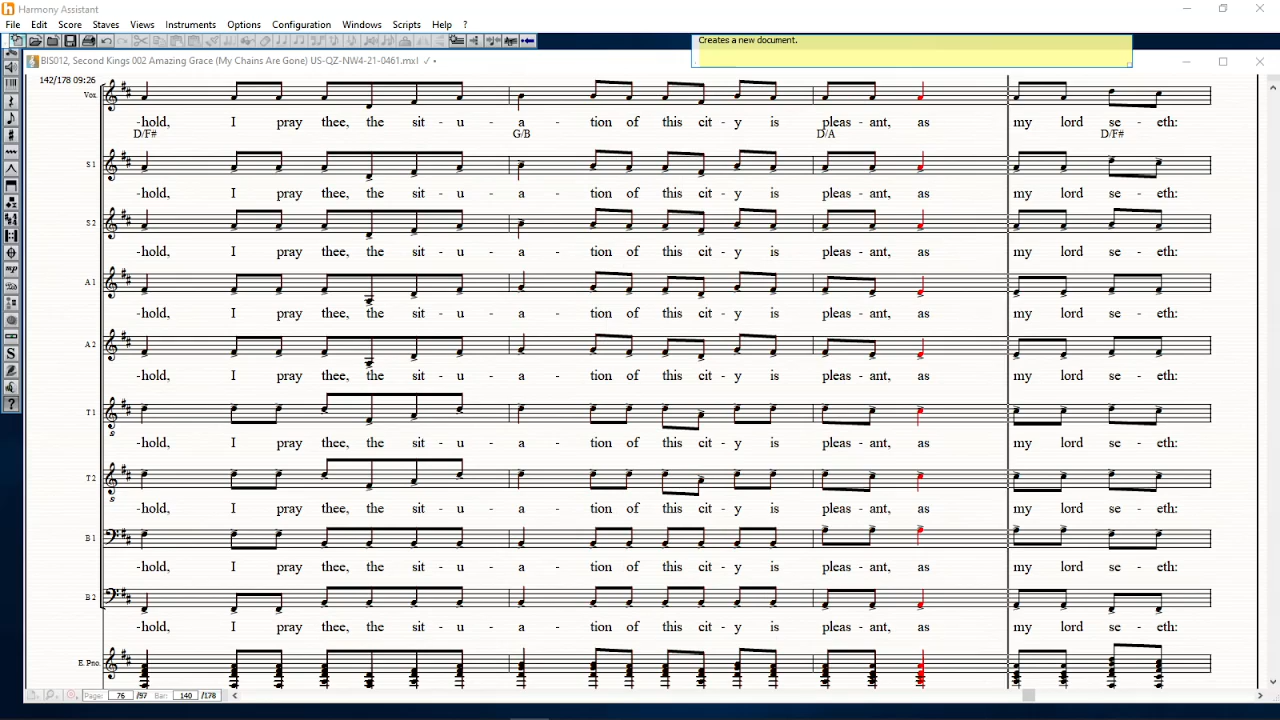 Harmony Assistant
File Edit Score Staves Views Instruments Options Configuration Windows Scripts Help ?
Creates a new document.
BIS012, Second Kings 002 Amazing Grace (My Chains Are Gone) US-QZ-NW4-21-0461.mxl
142/178 09:26
Vox
-hold, I pray thee, the sit - u - a - tion of this cit - y is pleas - ant, as my lord se - eth:
D/F# G/B D/A D/F#
S 1
-hold, I pray thee, the sit - u - a - tion of this cit - y is pleas - ant, as my lord se - eth:
S 2
-hold, I pray thee, the sit - u - a - tion of this cit - y is pleas - ant, as my lord se - eth:
A 1
-hold, I pray thee, the sit - u - a - tion of this cit - y is pleas - ant, as my lord se - eth:
A 2
-hold, I pray thee, the sit - u - a - tion of this cit - y is pleas - ant, as my lord se - eth:
T 1
-hold, I pray thee, the sit - u - a - tion of this cit - y is pleas - ant, as my lord se - eth:
T 2
-hold, I pray thee, the sit - u - a - tion of this cit - y is pleas - ant, as my lord se - eth:
B 1
-hold, I pray thee, the sit - u - a - tion of this cit - y is pleas - ant, as my lord se - eth:
B 2
-hold, I pray thee, the sit - u - a - tion of this cit - y is pleas - ant, as my lord se - eth:
E. Pno.
Page: 76 /97 Bar: 140 /178